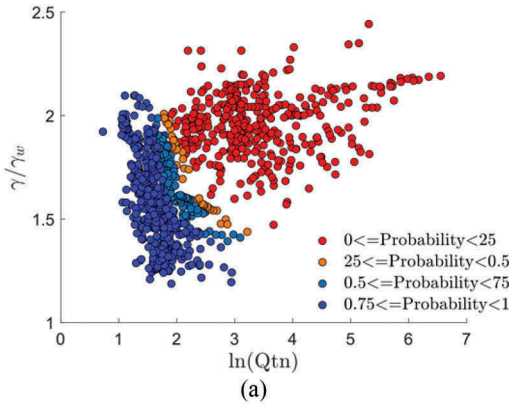 2.5
2
1.5
1
γ/γw
0 1 2 3 4 5 6 7
ln(Qtn)
0<=Probability<25
25<=Probability<0.5
0.5<=Probability<75
0.75<=Probability<1
(a)